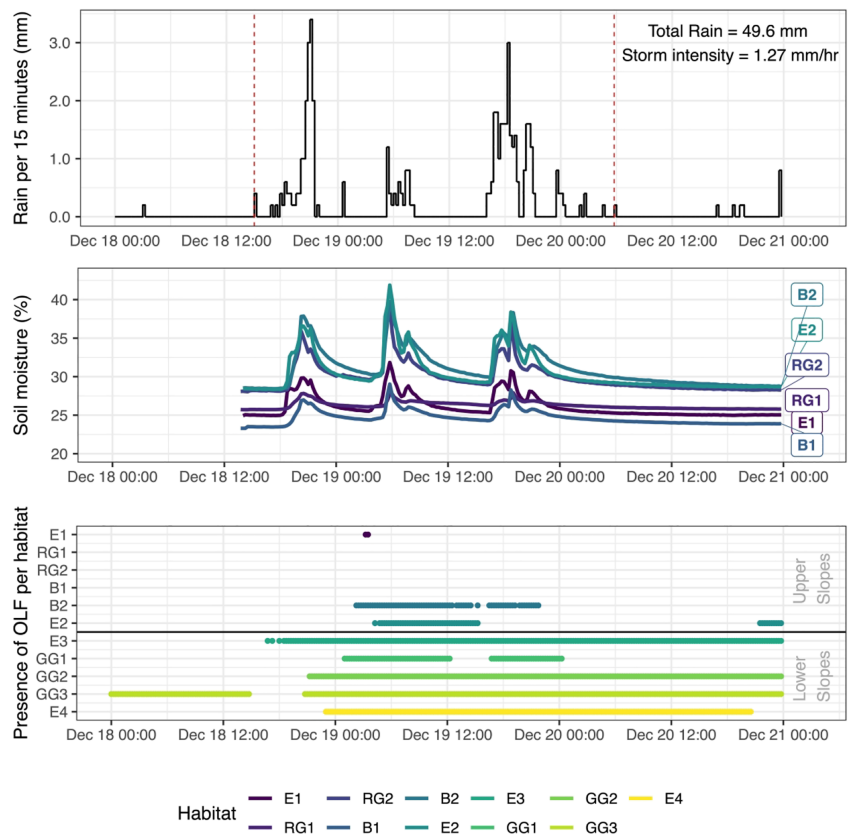 Rain per 15 minutes (mm)
3.0
2.0
1.0
0.0
Total Rain = 49.6 mm
Storm intensity = 1.27 mm/hr
Dec 18 00:00 Dec 18 12:00 Dec 19 00:00 Dec 19 12:00 Dec 20 00:00 Dec 20 12:00 Dec 21 00:00
Soil moisture (%)
40
35
30
25
20
B2
E2
RG2
RG1
E1
B1
Dec 18 00:00 Dec 18 12:00 Dec 19 00:00 Dec 19 12:00 Dec 20 00:00 Dec 20 12:00 Dec 21 00:00
Presence of OLF per habitat
E1
RG1
RG2
B1
B2
E2
E3
GG1
GG2
GG3
E4
Upper
Slopes
Lower
Slopes
Dec 18 00:00 Dec 18 12:00 Dec 19 00:00 Dec 19 12:00 Dec 20 00:00 Dec 20 12:00 Dec 21 00:00
Habitat
E1 RG2 B2 E3 GG2 E4
RG1 B1 E2 GG1 GG3